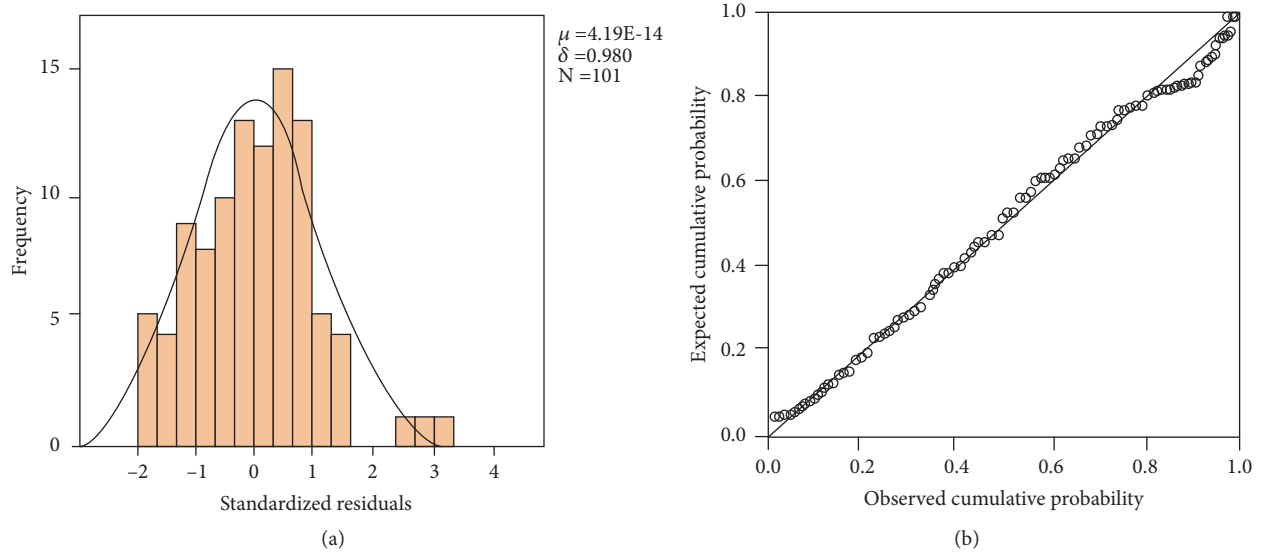 μ =4.19E-14
δ =0.980
N =101
15
10
5
0
Frequency
–2 –1 0 1 2 3 4
Standardized residuals
(a)
1.0
0.8
0.6
0.4
0.2
0.0
Expected cumulative probability
0.0 0.2 0.4 0.6 0.8 1.0
Observed cumulative probability
(b)